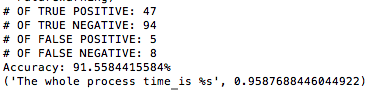 # OF TRUE POSITIVE: 47
# OF TRUE NEGATIVE: 94
# OF FALSE POSITIVE: 5
# OF FALSE NEGATIVE: 8
Accuracy: 91.5584415584%
('The whole process time_is %s', 0.9587688446044922)